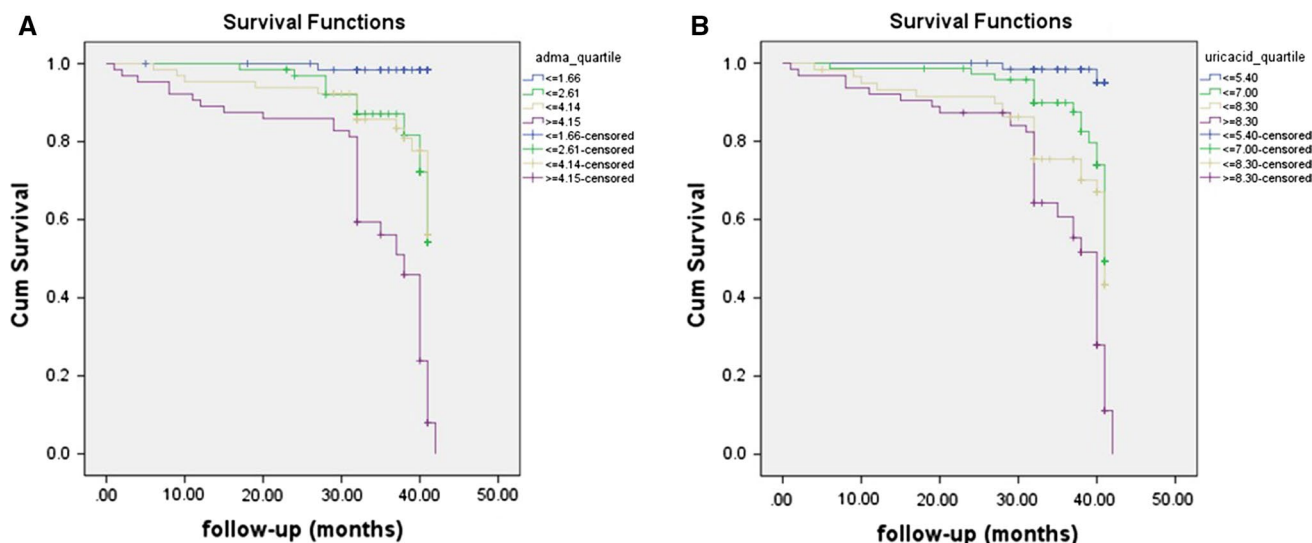 A
Survival Functions
Cum Survival
1.0
0.8
0.6
0.4
0.2
0.0
.00 10.00 20.00 30.00 40.00 50.00
follow-up (months)
adma_quartile
<=1.66
<=2.61
<=4.14
>=4.15
<=1.66-censored
<=2.61-censored
<=4.14-censored
>=4.15-censored
B
Survival Functions
Cum Survival
1.0
0.8
0.6
0.4
0.2
0.0
.00 10.00 20.00 30.00 40.00 50.00
follow-up (months)
uricacid_quartile
<=5.40
<=7.00
<=8.30
>=8.30
<=5.40-censored
<=7.00-censored
<=8.30-censored
>=8.30-censored